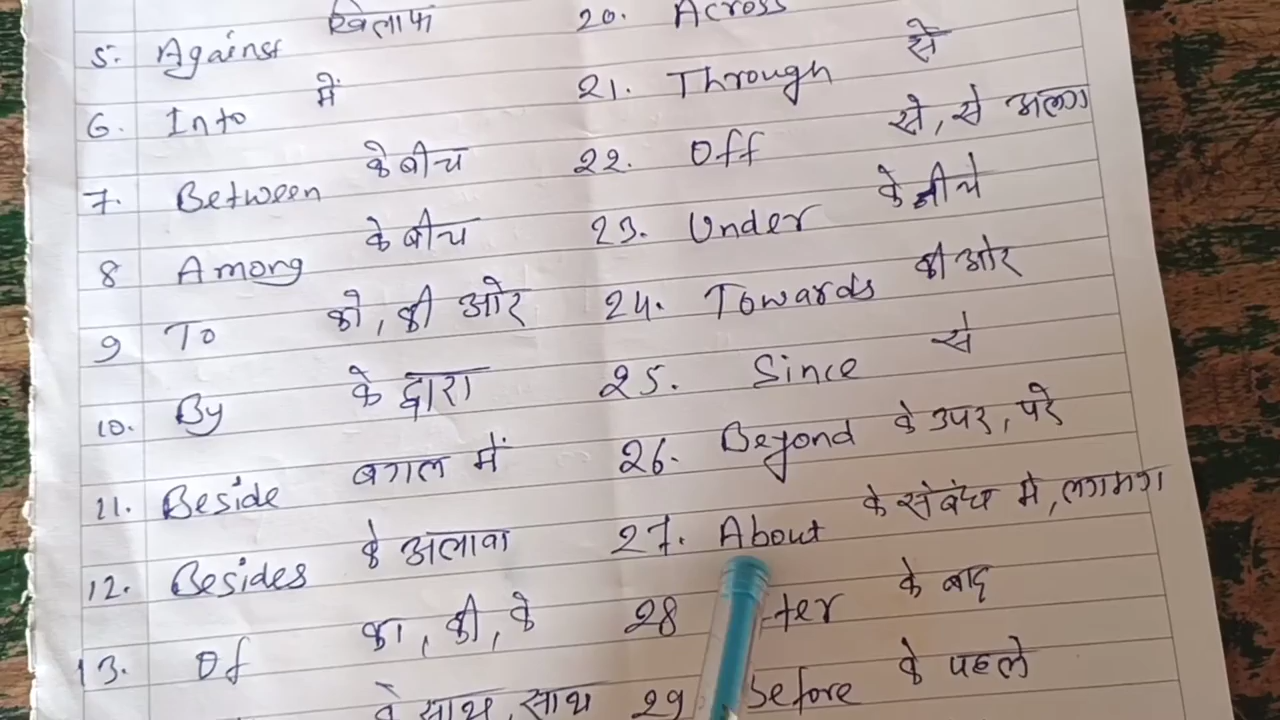 5. Against खिलाफ
6. Into में
7. Between के बीच
8 Among के बीच
9 To को, की ओर
10. By के द्वारा
11. Beside बगल में
12. Besides के अलावा
13. Of का, की, के
के साथ, साथ
20. Across
21. Through से
22. Off से, से अलग
23. Under के नीचे
24. Towards की ओर
25. Since से
26. Beyond के उपर, परे
27. About के संबंध में, लगभग
28 ter के बाद
29 Before के पहले